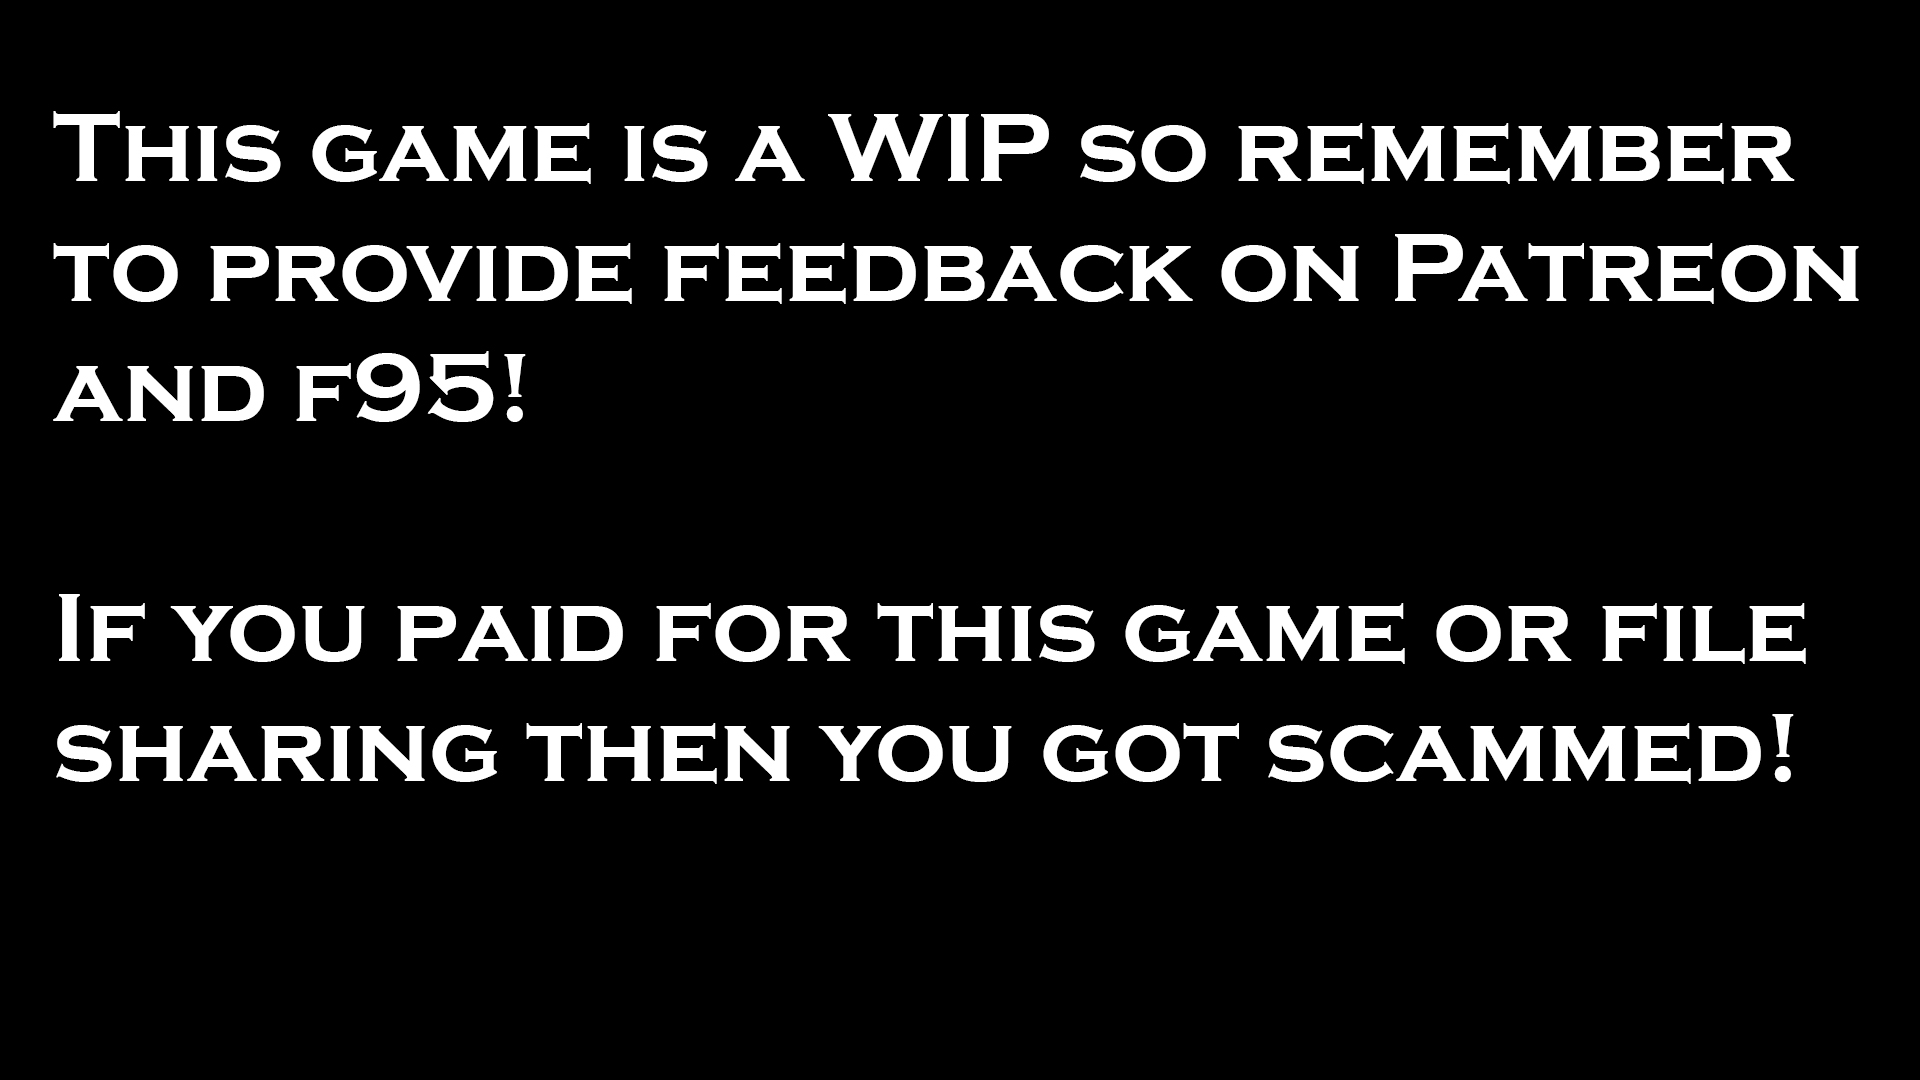 This game is a WIP so remember
to provide feedback on Patreon
and f95!
If you paid for this game or file
sharing then you got scammed!